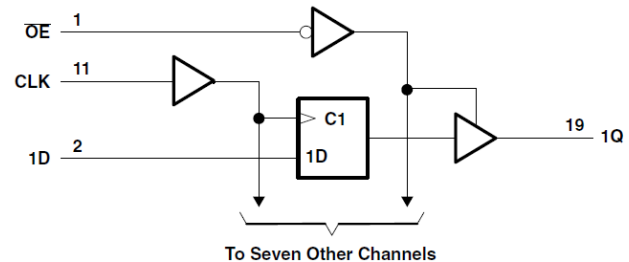 OE 1
CLK 11
C1
1D 2
1D
19 1Q
To Seven Other Channels